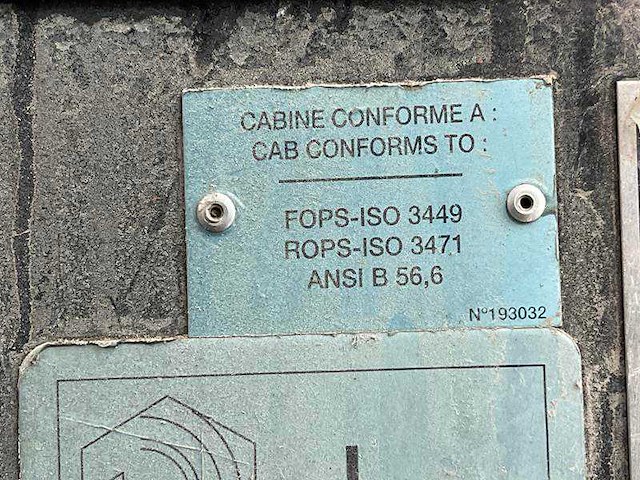 CABINE CONFORME A :
CAB CONFORMS TO :
FOPS-ISO 3449
ROPS-ISO 3471
ANSI B 56,6
N°193032